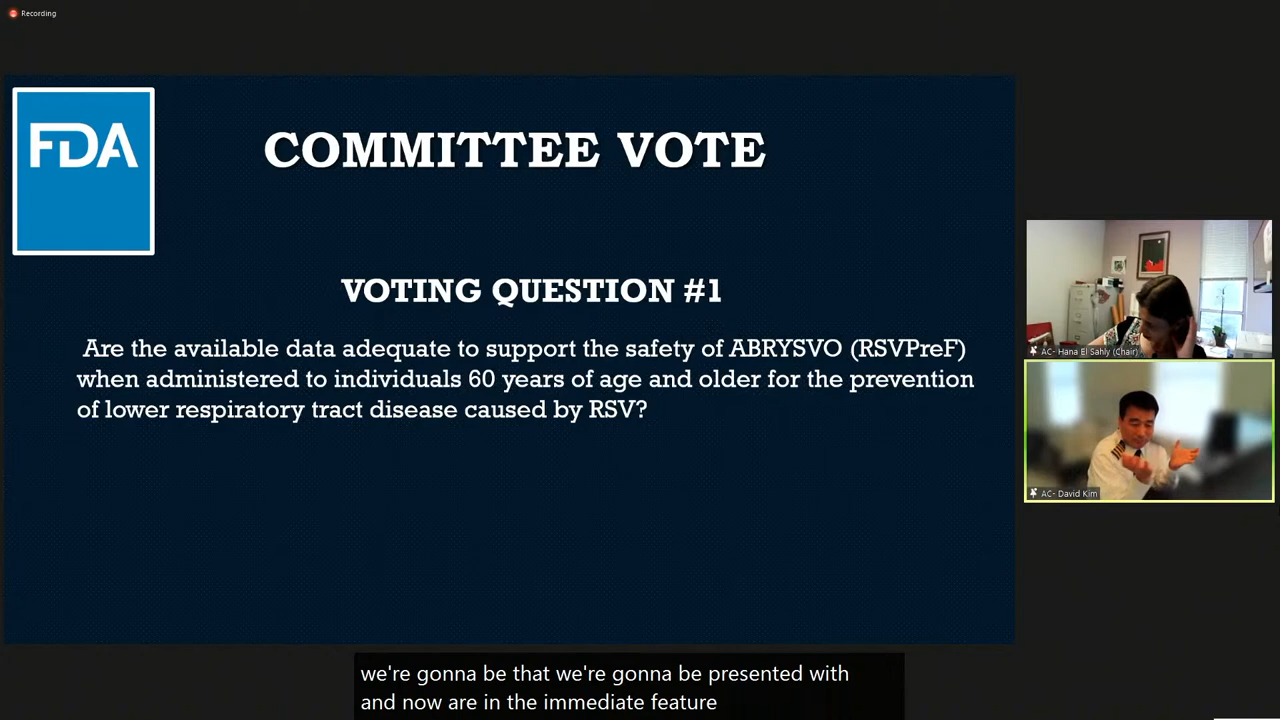 Recording
FDA
COMMITTEE VOTE
VOTING QUESTION #1
Are the available data adequate to support the safety of ABRYSVO (RSVPreF)
when administered to individuals 60 years of age and older for the prevention
of lower respiratory tract disease caused by RSV?
AC- Hana El Sahly (Chair)
AC- David Kim
we're gonna be that we're gonna be presented with
and now are in the immediate feature